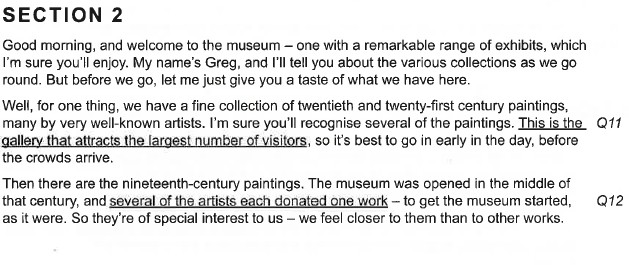 SECTION 2
Good morning, and welcome to the museum – one with a remarkable range of exhibits, which
I'm sure you'll enjoy. My name's Greg, and I'll tell you about the various collections as we go
round. But before we go, let me just give you a taste of what we have here.
Well, for one thing, we have a fine collection of twentieth and twenty-first century paintings,
many by very well-known artists. I'm sure you'll recognise several of the paintings. This is the Q11
gallery that attracts the largest number of visitors, so it's best to go in early in the day, before
the crowds arrive.
Then there are the nineteenth-century paintings. The museum was opened in the middle of
that century, and several of the artists each donated one work – to get the museum started, Q12
as it were. So they're of special interest to us – we feel closer to them than to other works.